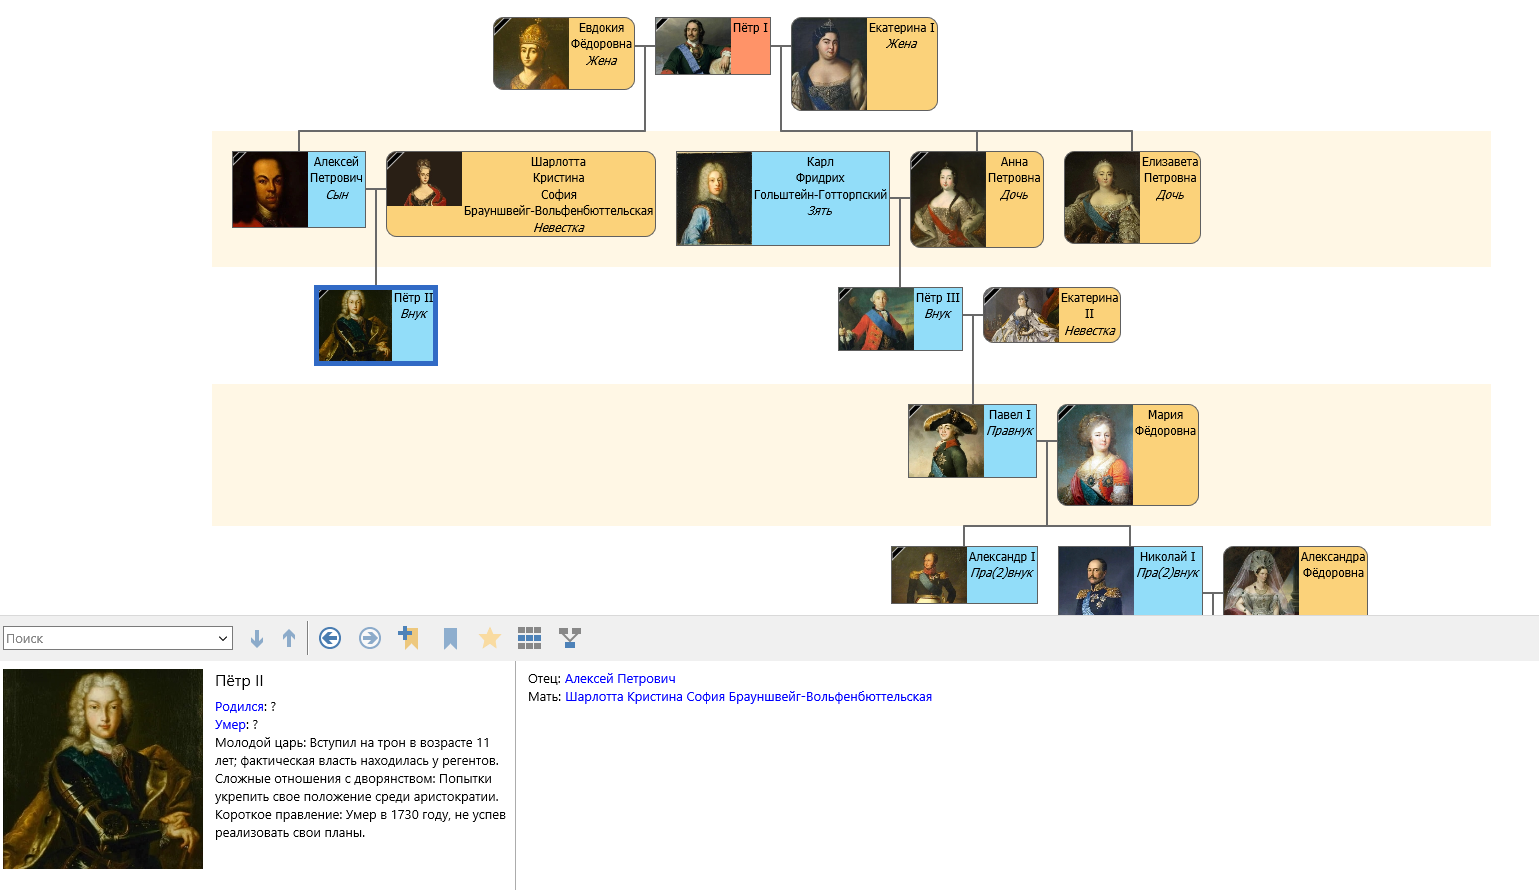 Евдокия
Фёдоровна
Жена
Пётр I
Екатерина I
Жена
Алексей
Петрович
Сын
Шарлотта
Кристина
София
Брауншвейг-Вольфенбюттельская
Невестка
Карл
Фридрих
Гольштейн-Готторпский
Зять
Анна
Петровна
Дочь
Елизавета
Петровна
Дочь
Пётр II
Внук
Пётр III
Внук
Екатерина
II
Невестка
Павел I
Правнук
Мария
Фёдоровна
Александр I
Пра(2)внук
Николай I
Пра(2)внук
Александра
Фёдоровна
Поиск
Пётр II
Родился: ?
Умер: ?
Молодой царь: Вступил на трон в возрасте 11
лет; фактическая власть находилась у регентов.
Сложные отношения с дворянством: Попытки
укрепить свое положение среди аристократии.
Короткое правление: Умер в 1730 году, не успев
реализовать свои планы.
Отец: Алексей Петрович
Мать: Шарлотта Кристина София Брауншвейг-Вольфенбюттельская